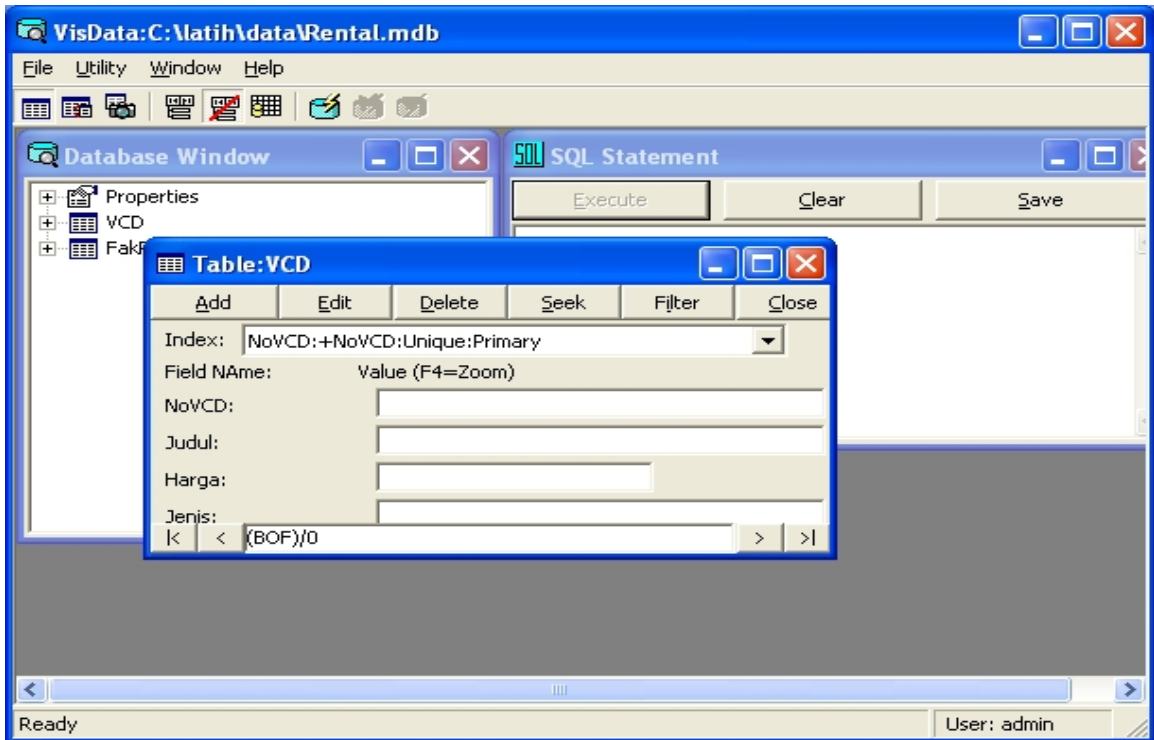 VisData:C:\latih\data\Rental.mdb
File Utility Window Help
Database Window
Properties
VCD
SQL Statement
Execute Clear Save
Table:VCD
Add Edit Delete Seek Filter Close
Index: NoVCD:+NoVCD:Unique:Primary
Field NAme: Value (F4=Zoom)
NoVCD:
Judul:
Harga:
Jenis:
|< < (BOF)/0 > >|
Ready User: admin